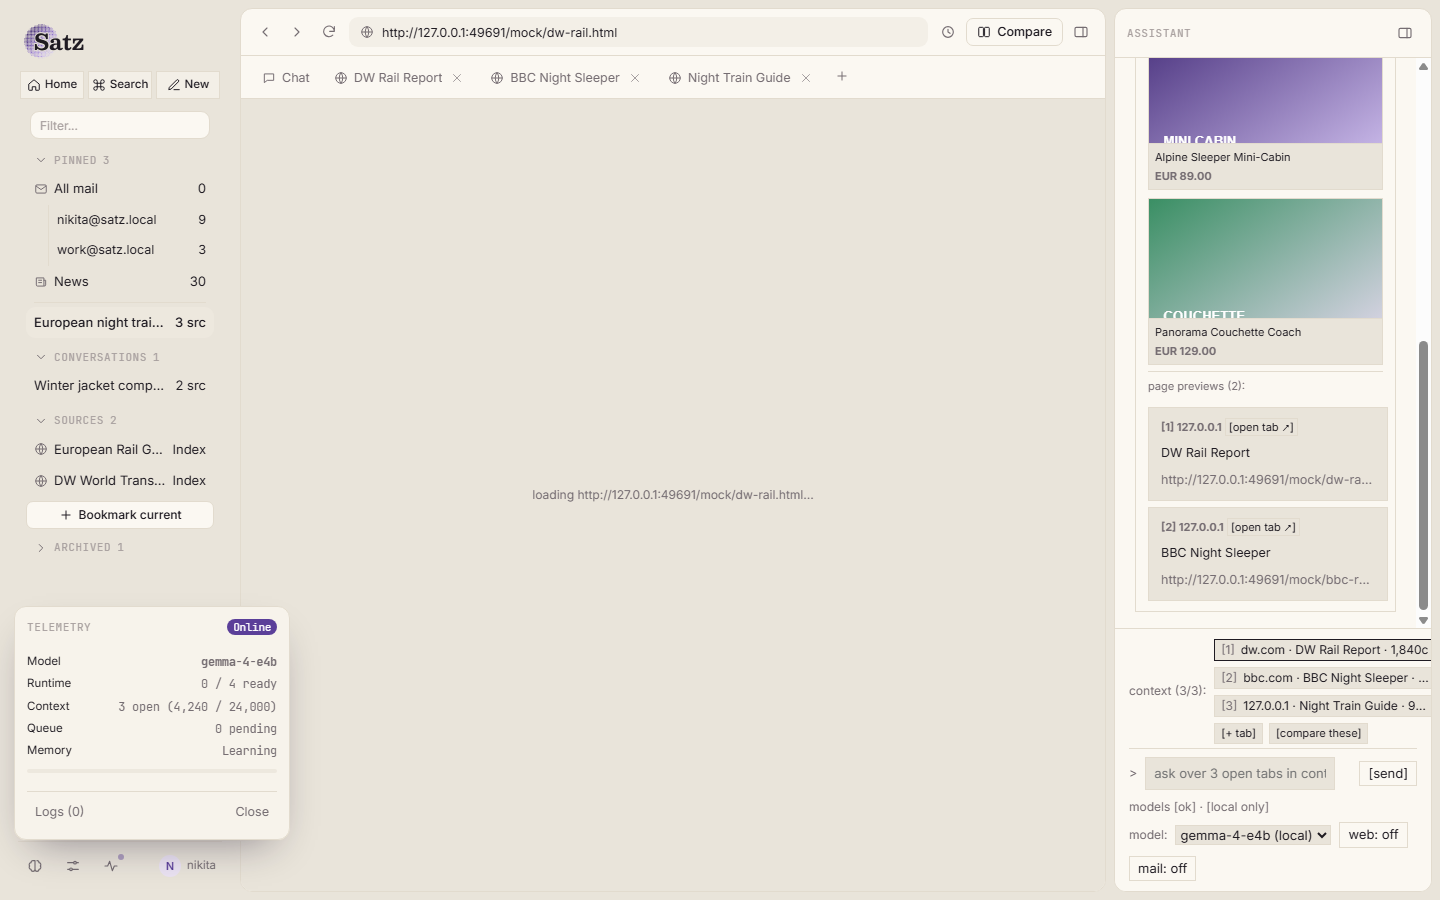 Satz
Home
Search
New
Filter...
PINNED 3
All mail 0
nikita@satz.local 9
work@satz.local 3
News 30
European night trai... 3 src
CONVERSATIONS 1
Winter jacket comp... 2 src
SOURCES 2
European Rail G... Index
DW World Trans... Index
+ Bookmark current
ARCHIVED 1
TELEMETRY Online
Model gemma-4-e4b
Runtime 0 / 4 ready
Context 3 open (4,240 / 24,000)
Queue 0 pending
Memory Learning
Logs (0) Close
N nikita
http://127.0.0.1:49691/mock/dw-rail.html
Compare
Chat
DW Rail Report
BBC Night Sleeper
Night Train Guide
loading http://127.0.0.1:49691/mock/dw-rail.html...
ASSISTANT
MINI CABIN
Alpine Sleeper Mini-Cabin
EUR 89.00
COUCHETTE
Panorama Couchette Coach
EUR 129.00
page previews (2):
[1] 127.0.0.1 [open tab ↗]
DW Rail Report
http://127.0.0.1:49691/mock/dw-ra...
[2] 127.0.0.1 [open tab ↗]
BBC Night Sleeper
http://127.0.0.1:49691/mock/bbc-r...
context (3/3):
[1] dw.com · DW Rail Report · 1,840c
[2] bbc.com · BBC Night Sleeper · ...
[3] 127.0.0.1 · Night Train Guide · 9...
[+ tab] [compare these]
> ask over 3 open tabs in cont [send]
models [ok] · [local only]
model: gemma-4-e4b (local) web: off
mail: off